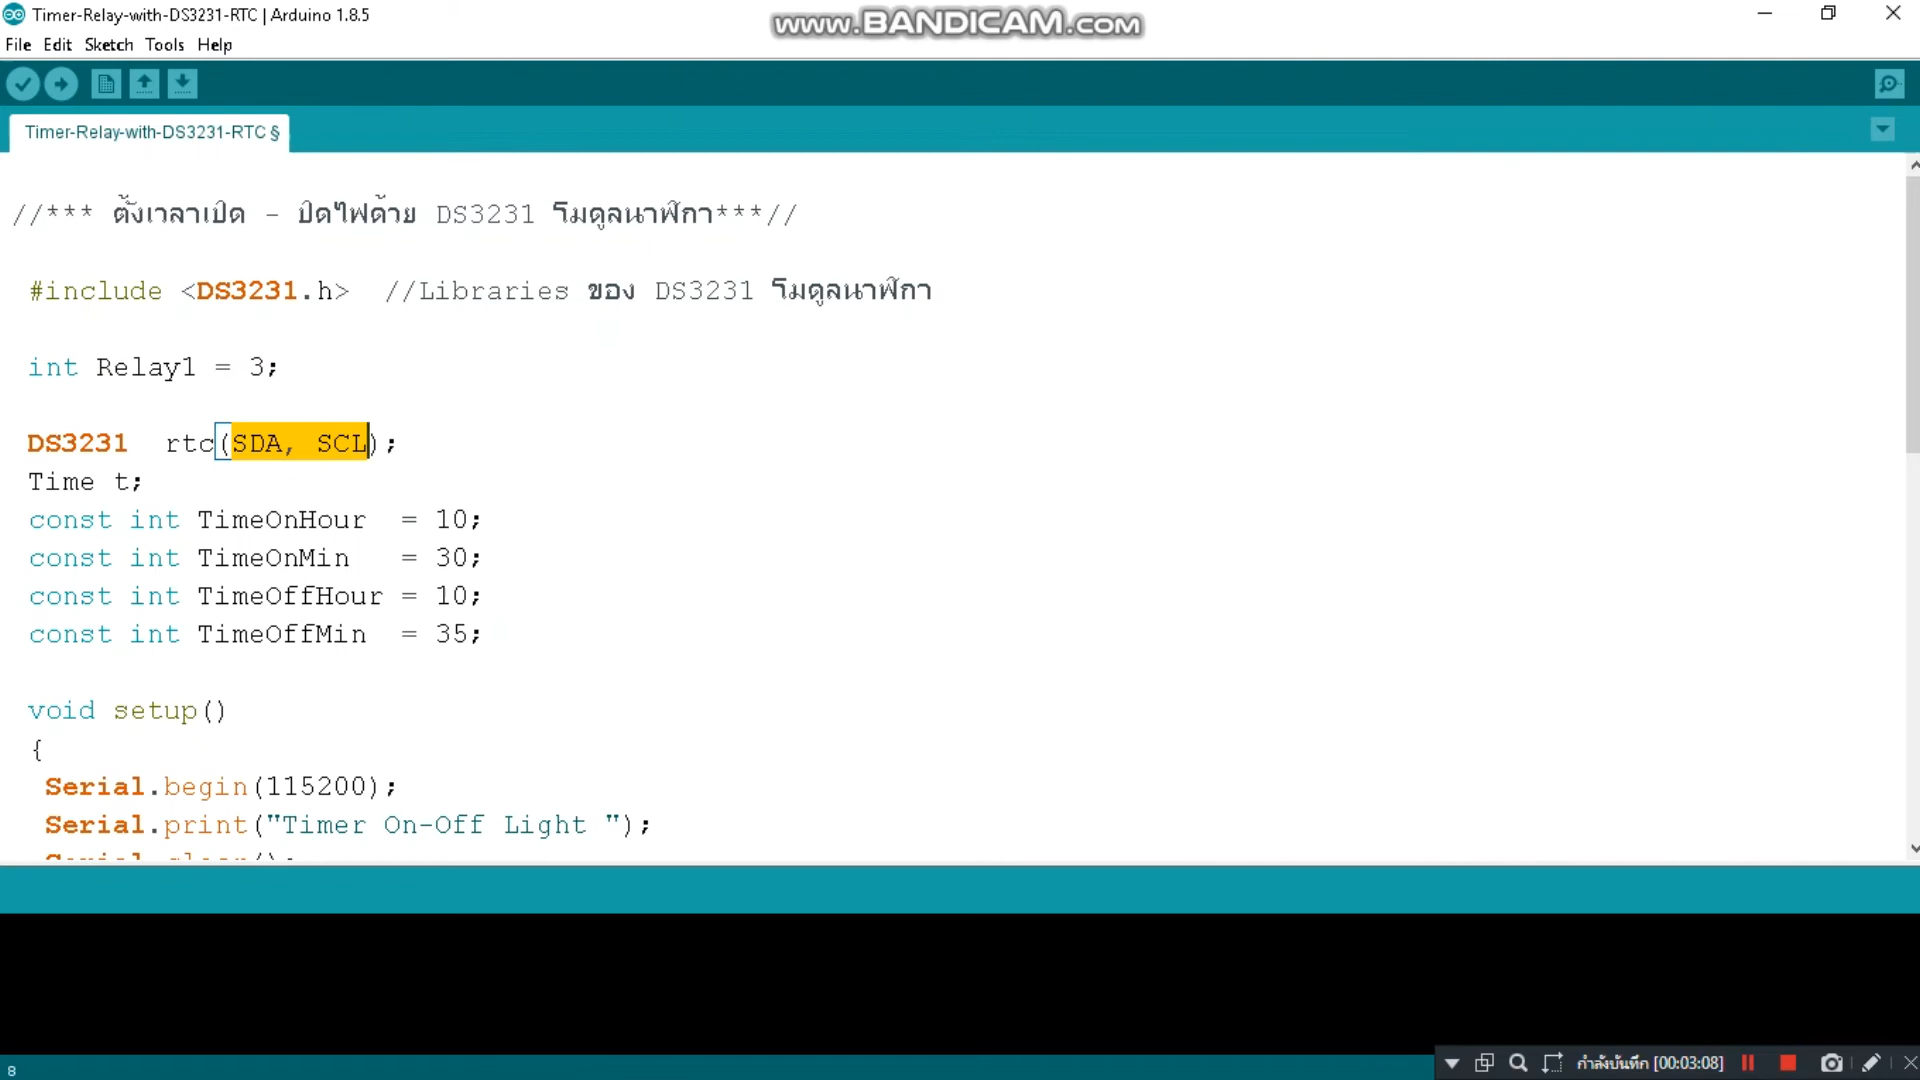 Timer-Relay-with-DS3231-RTC | Arduino 1.8.5
www.BANDICAM.com
File Edit Sketch Tools Help
Timer-Relay-with-DS3231-RTC §
//*** ตั้งเวลาเปิด - ปิดไฟด้วย DS3231 โมดูลนาฬิกา***//
#include <DS3231.h>  //Libraries ของ DS3231 โมดูลนาฬิกา
int Relay1 = 3;
DS3231  rtc(SDA, SCL);
Time t;
const int TimeOnHour  = 10;
const int TimeOnMin   = 30;
const int TimeOffHour = 10;
const int TimeOffMin  = 35;
void setup()
{
Serial.begin(115200);
Serial.print("Timer On-Off Light ");
8
กำลังบันทึก [00:03:08]